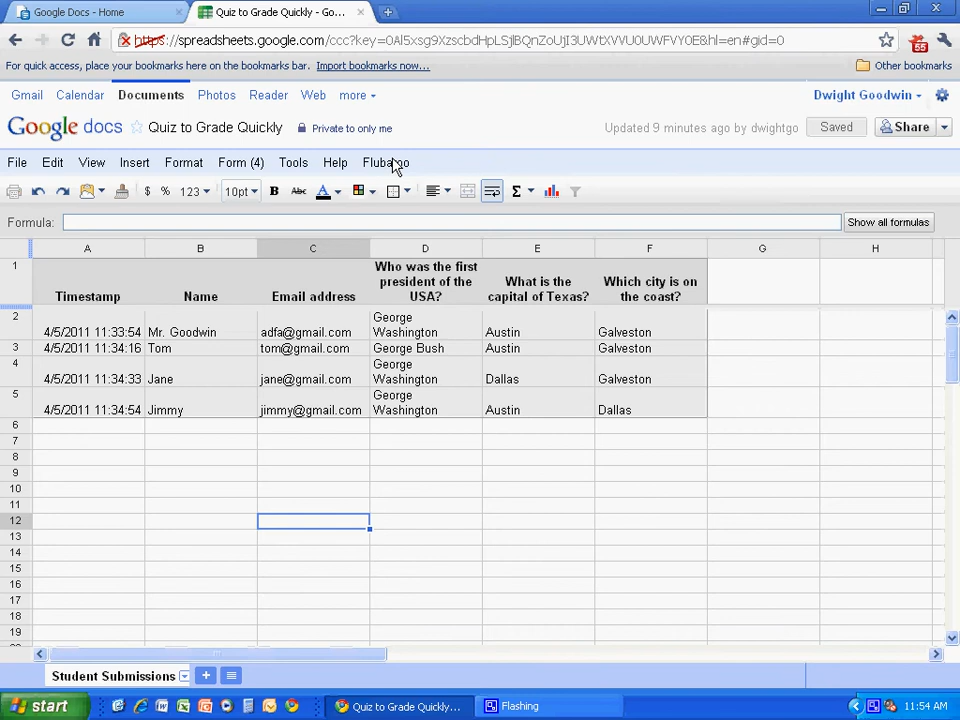 Google Docs - Home
Quiz to Grade Quickly - Go...
https://spreadsheets.google.com/ccc?key=0Al5xsg9XzscbdHpLSjlBQnZoUjI3UWtXVVU0UWFVY0E&hl=en#gid=0
55
For quick access, place your bookmarks here on the bookmarks bar. Import bookmarks now...
Other bookmarks
Gmail Calendar Documents Photos Reader Web more
Dwight Goodwin
Google docs Quiz to Grade Quickly Private to only me Updated 9 minutes ago by dwightgo Saved Share
File Edit View Insert Format Form (4) Tools Help Flubaroo
$ % 123 10pt B Abc A Σ
Formula: Show all formulas
A B C D E F G H
1 Timestamp Name Email address Who was the first president of the USA? What is the capital of Texas? Which city is on the coast?
2 4/5/2011 11:33:54 Mr. Goodwin adfa@gmail.com George Washington Austin Galveston
3 4/5/2011 11:34:16 Tom tom@gmail.com George Bush Austin Galveston
4 4/5/2011 11:34:33 Jane jane@gmail.com George Washington Dallas Galveston
5 4/5/2011 11:34:54 Jimmy jimmy@gmail.com George Washington Austin Dallas
6
7
8
9
10
11
12
13
14
15
16
17
18
19
Student Submissions
start Quiz to Grade Quickly... Flashing 11:54 AM